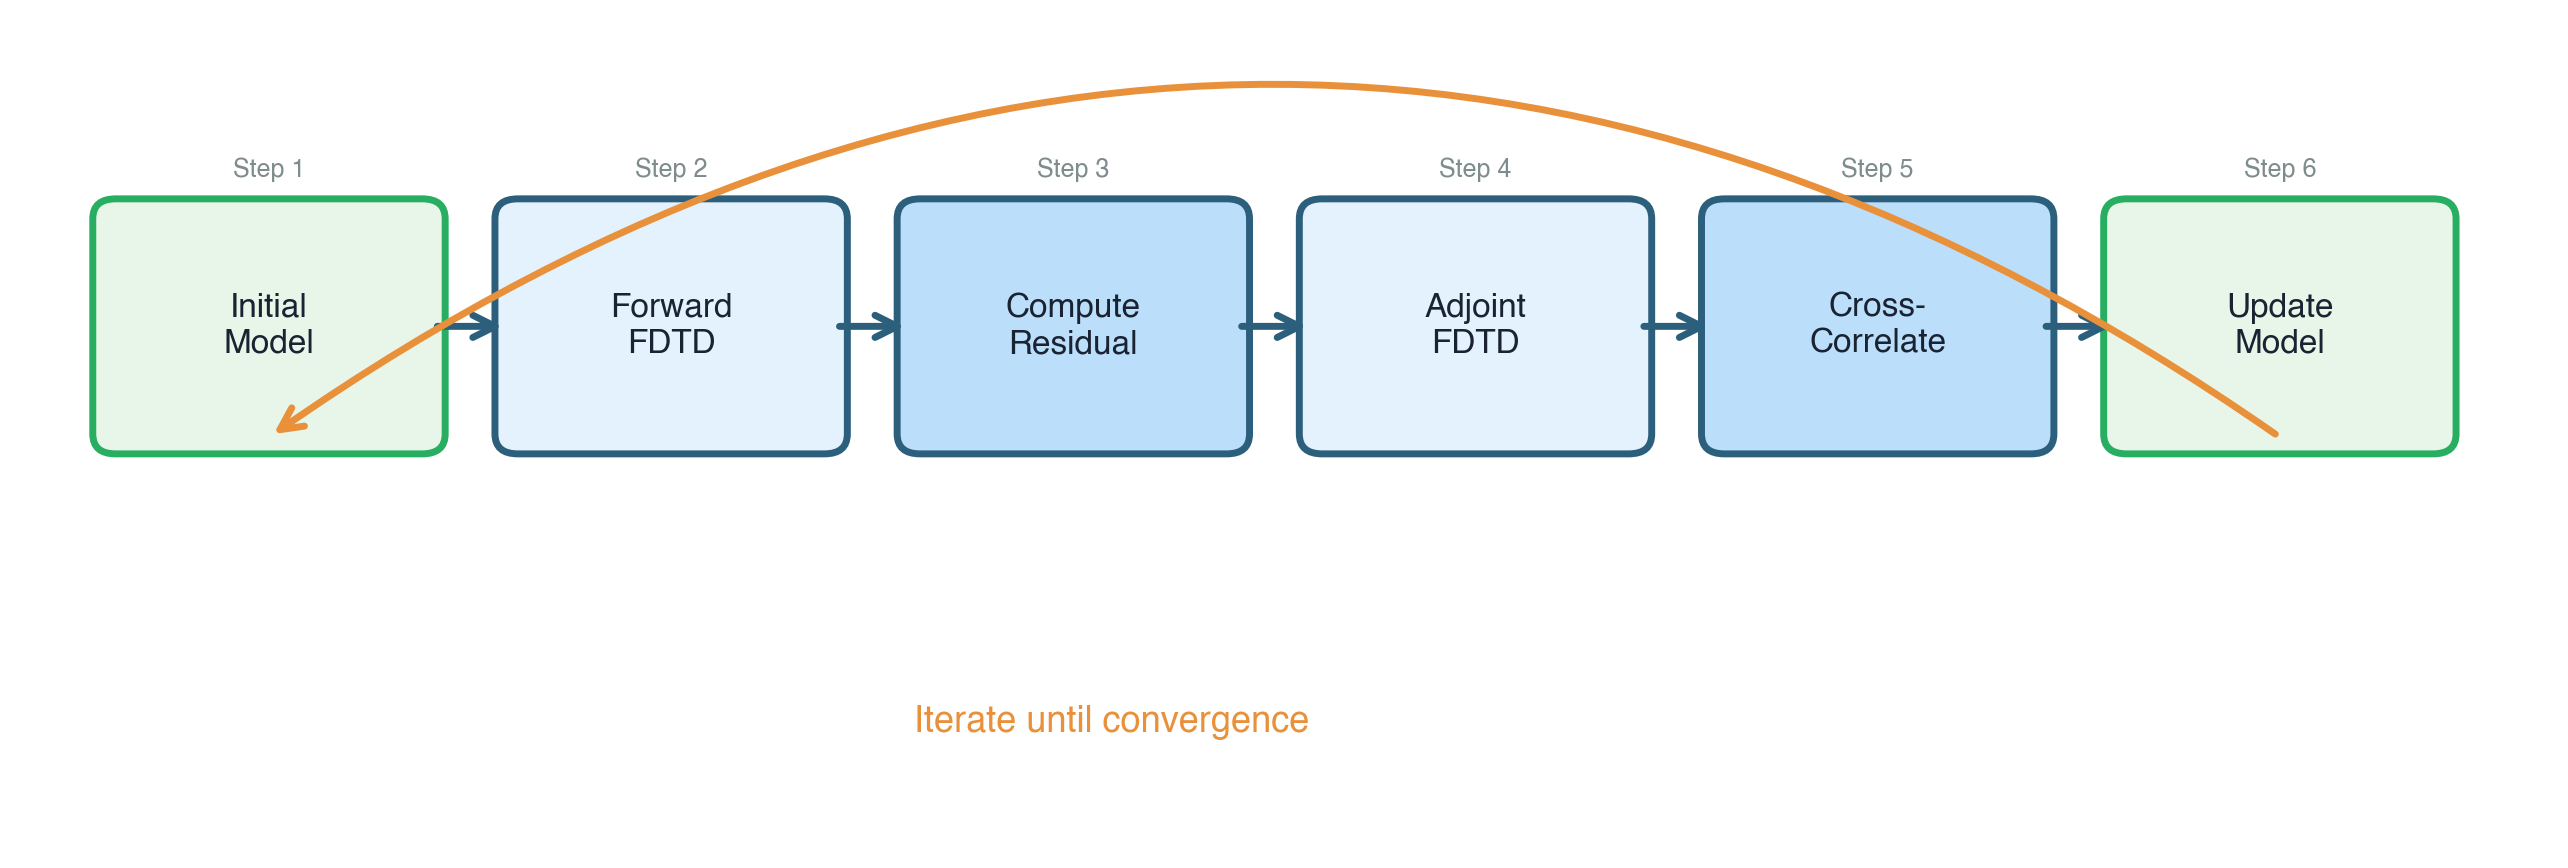 Step 1
Step 2
Step 3
Step 4
Step 5
Step 6
Initial
Model
Forward
FDTD
Compute
Residual
Adjoint
FDTD
Cross-
Correlate
Update
Model
Iterate until convergence